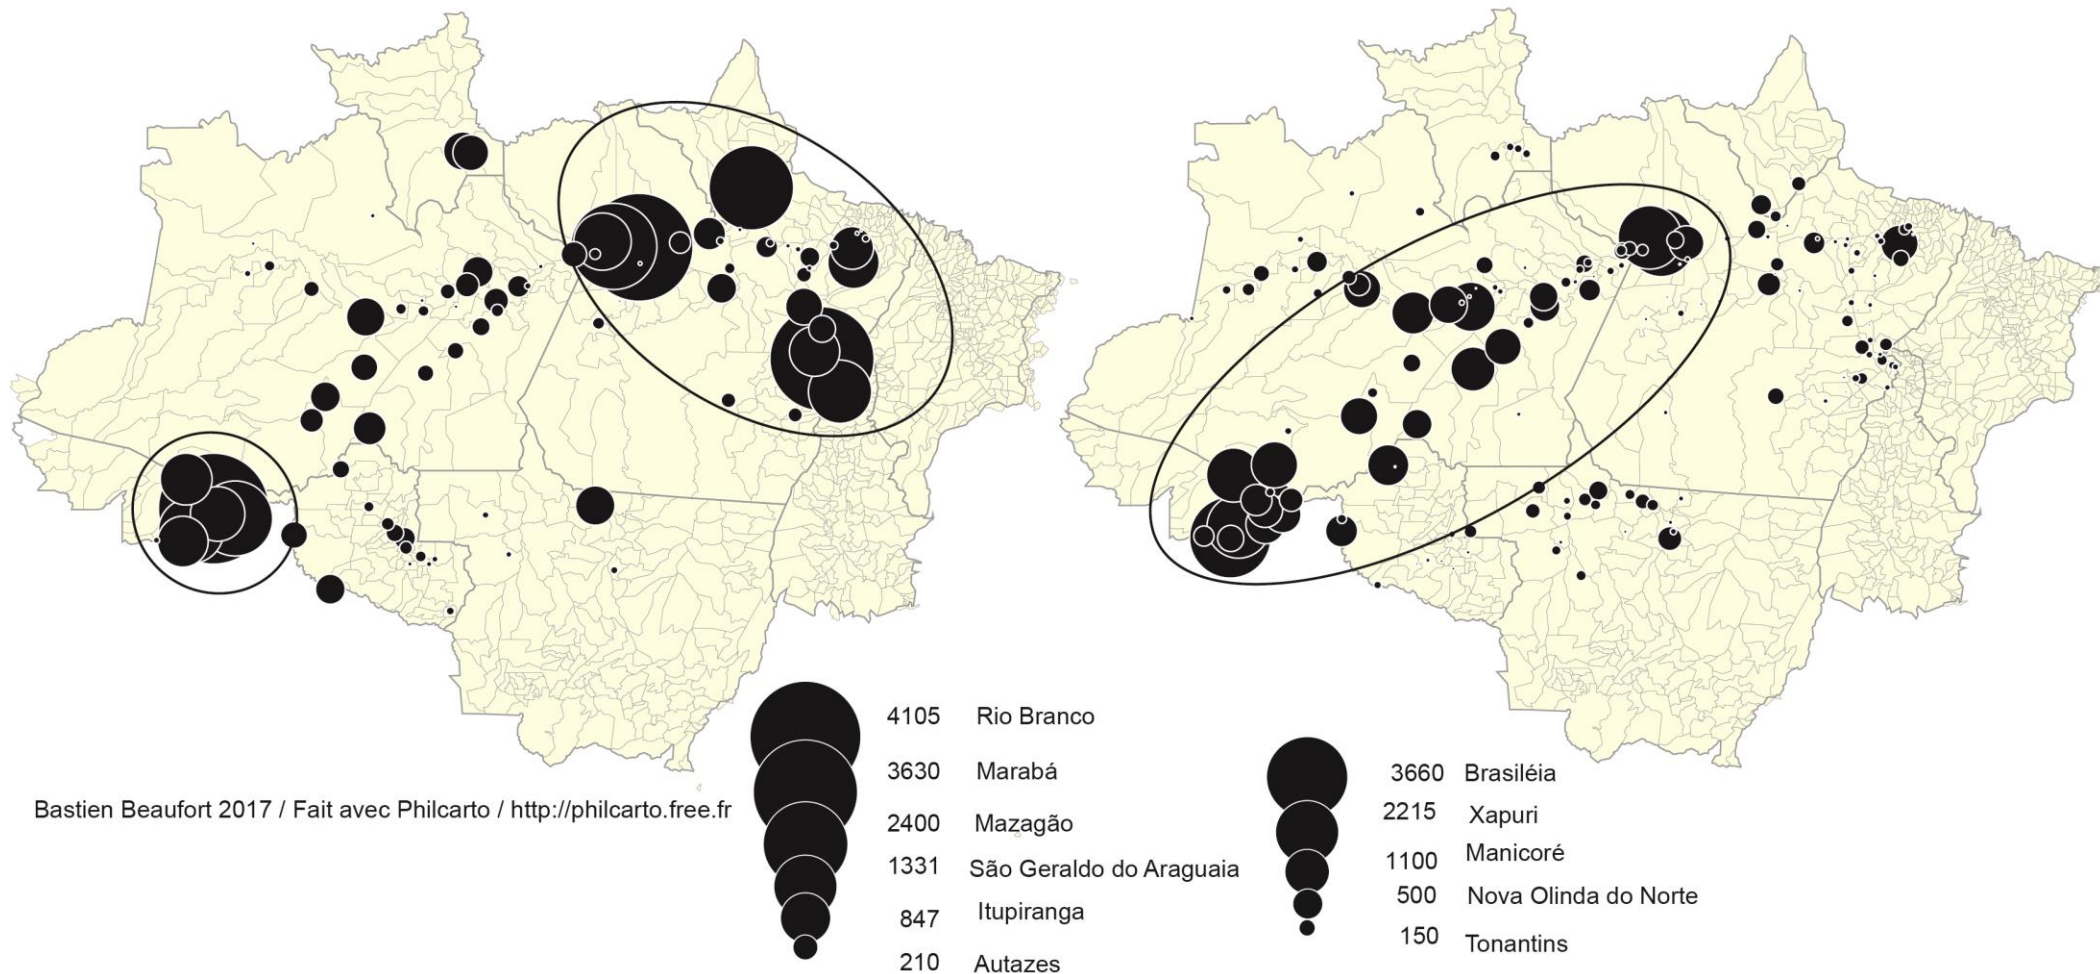 4105 Rio Branco
3630 Marabá
2400 Mazagão
1331 São Geraldo do Araguaia
847 Itupiranga
210 Autazes
3660 Brasiléia
2215 Xapuri
1100 Manicoré
500 Nova Olinda do Norte
150 Tonantins
Bastien Beaufort 2017 / Fait avec Philcarto / http://philcarto.free.fr